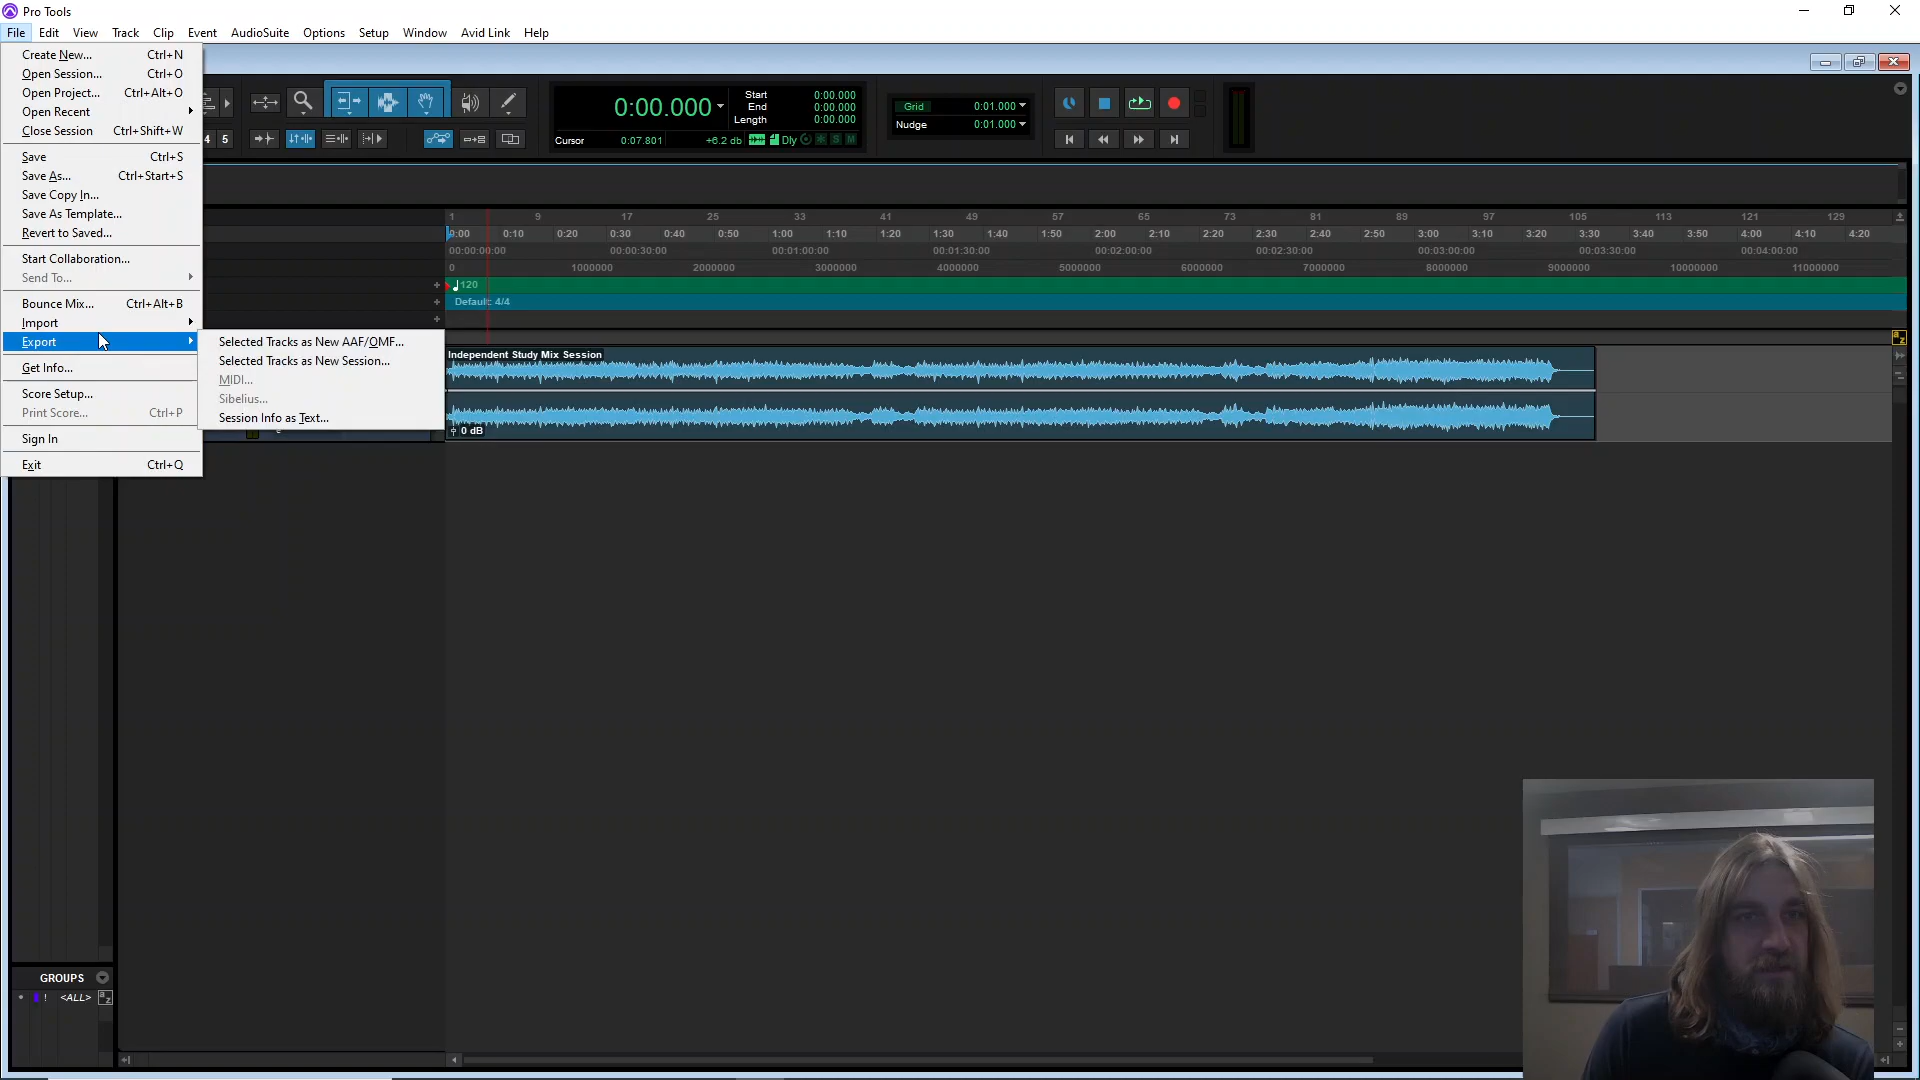 Pro Tools
File Edit View Track Clip Event AudioSuite Options Setup Window Avid Link Help
Create New... Ctrl+N
Open Session... Ctrl+O
Open Project... Ctrl+Alt+O
Open Recent
Close Session Ctrl+Shift+W
Save Ctrl+S
Save As... Ctrl+Start+S
Save Copy In...
Save As Template...
Revert to Saved...
Start Collaboration...
Send To...
Bounce Mix... Ctrl+Alt+B
Import
Export
Get Info...
Score Setup...
Print Score... Ctrl+P
Sign In
Exit Ctrl+Q
Selected Tracks as New AAF/OMF...
Selected Tracks as New Session...
MIDI...
Sibelius...
Session Info as Text...
4 5
0:00.000
Start 0:00.000
End 0:00.000
Length 0:00.000
Cursor 0:07.801 +6.2 db Dly S M
Grid 0:01.000
Nudge 0:01.000
1 9 17 25 33 41 49 57 65 73 81 89 97 105 113 121 129
0:00 0:10 0:20 0:30 0:40 0:50 1:00 1:10 1:20 1:30 1:40 1:50 2:00 2:10 2:20 2:30 2:40 2:50 3:00 3:10 3:20 3:30 3:40 3:50 4:00 4:10 4:20
00:00:00:00 00:00:30:00 00:01:00:00 00:01:30:00 00:02:00:00 00:02:30:00 00:03:00:00 00:03:30:00 00:04:00:00
0 1000000 2000000 3000000 4000000 5000000 6000000 7000000 8000000 9000000 10000000 11000000
120
Default: 4/4
Independent Study Mix Session
0 dB
a z
GROUPS
! <ALL> a z